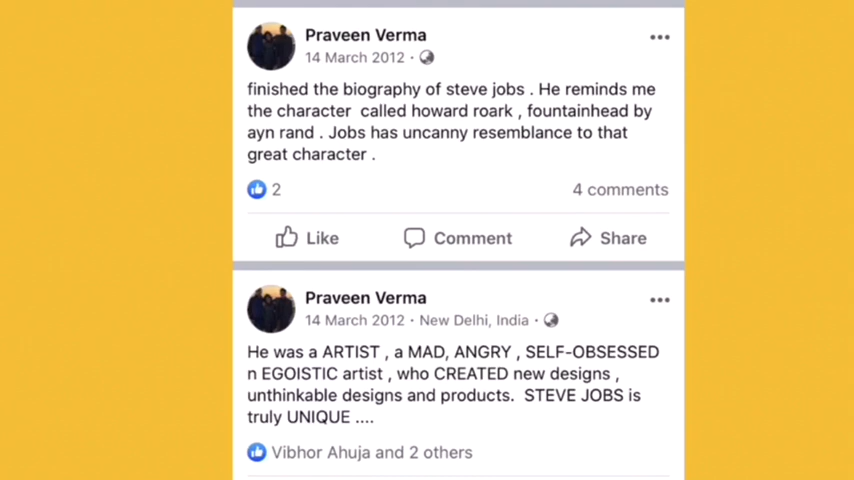 Praveen Verma
14 March 2012 ·
finished the biography of steve jobs . He reminds me
the character called howard roark , fountainhead by
ayn rand . Jobs has uncanny resemblance to that
great character .
2
4 comments
Like
Comment
Share
Praveen Verma
14 March 2012 · New Delhi, India ·
He was a ARTIST , a MAD, ANGRY , SELF-OBSESSED
n EGOISTIC artist , who CREATED new designs ,
unthinkable designs and products. STEVE JOBS is
truly UNIQUE ....
Vibhor Ahuja and 2 others